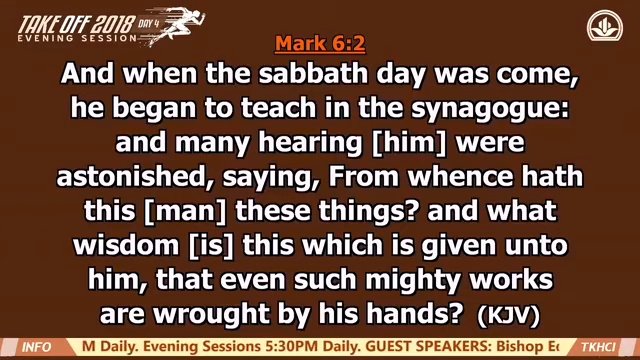 TAKE OFF 2018 DAY 4
EVENING SESSION
Mark 6:2
And when the sabbath day was come,
he began to teach in the synagogue:
and many hearing [him] were
astonished, saying, From whence hath
this [man] these things? and what
wisdom [is] this which is given unto
him, that even such mighty works
are wrought by his hands? (KJV)
INFO M Daily. Evening Sessions 5:30PM Daily. GUEST SPEAKERS: Bishop TKHCI